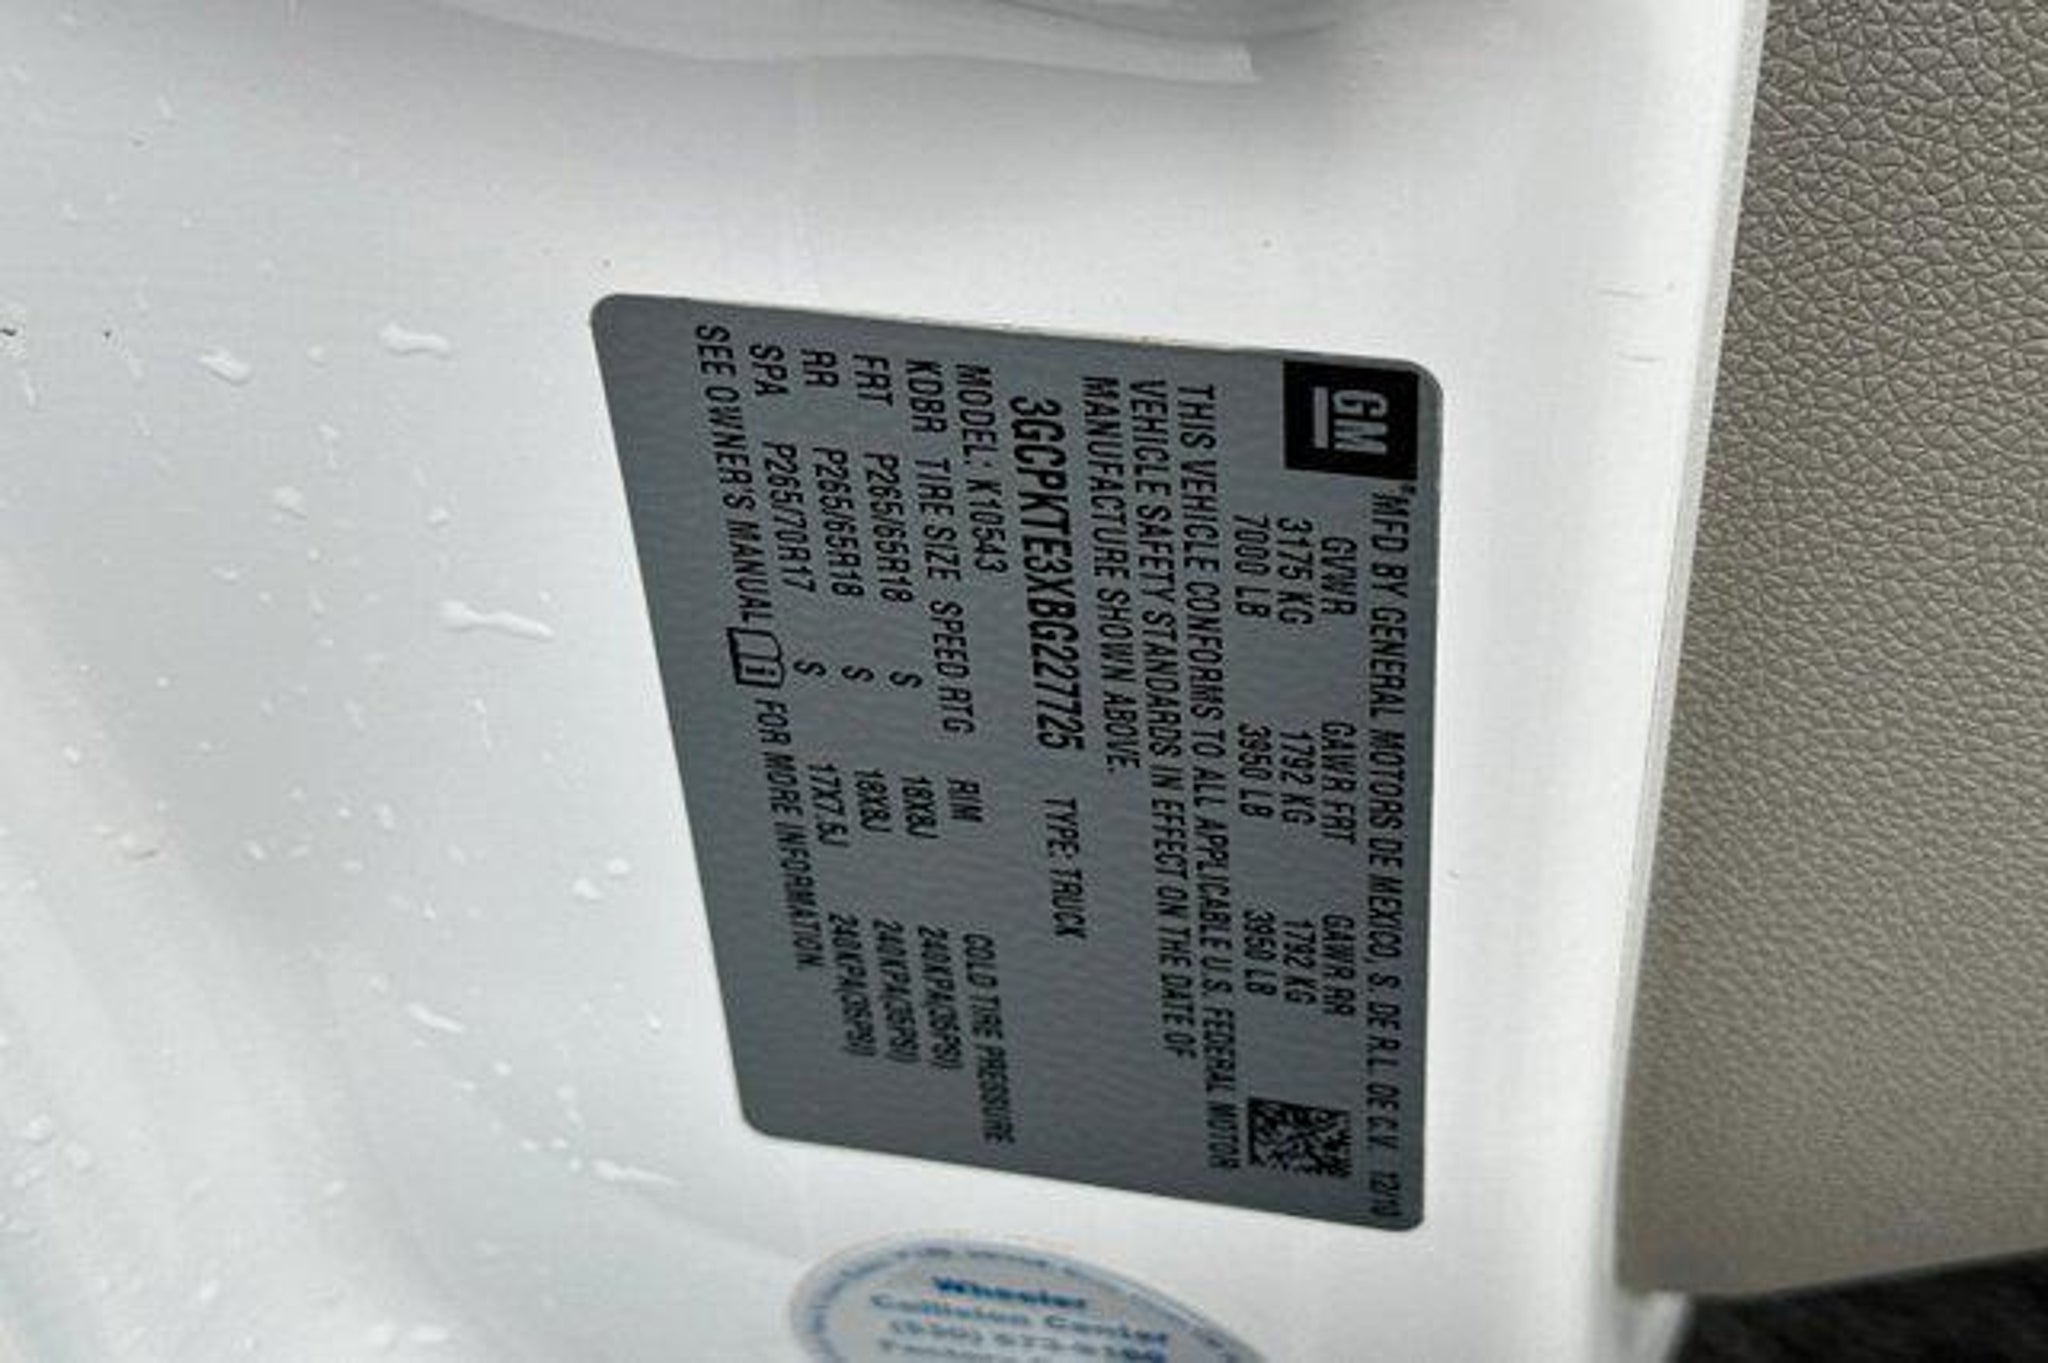 GM
MFD BY GENERAL MOTORS DE MEXICO, S. DE R.L. DE C.V. 12/10
GVWR GAWR FRT GAWR RR
3175 KG 1792 KG 1792 KG
7000 LB 3950 LB 3950 LB
THIS VEHICLE CONFORMS TO ALL APPLICABLE U.S. FEDERAL MOTOR
VEHICLE SAFETY STANDARDS IN EFFECT ON THE DATE OF
MANUFACTURE SHOWN ABOVE.
3GCPKTE3XBG227725 TYPE: TRUCK
MODEL: K10543
KDBR TIRE SIZE SPEED RTG RIM COLD TIRE PRESSURE
FRT P265/65R18 S 18X8J 240KPA(35PSI)
RR P265/65R18 S 18X8J 240KPA(35PSI)
SPA P265/70R17 S 17X7.5J 240KPA(35PSI)
SEE OWNER'S MANUAL i FOR MORE INFORMATION.
Wheeler
Collision Center
(530) 673-